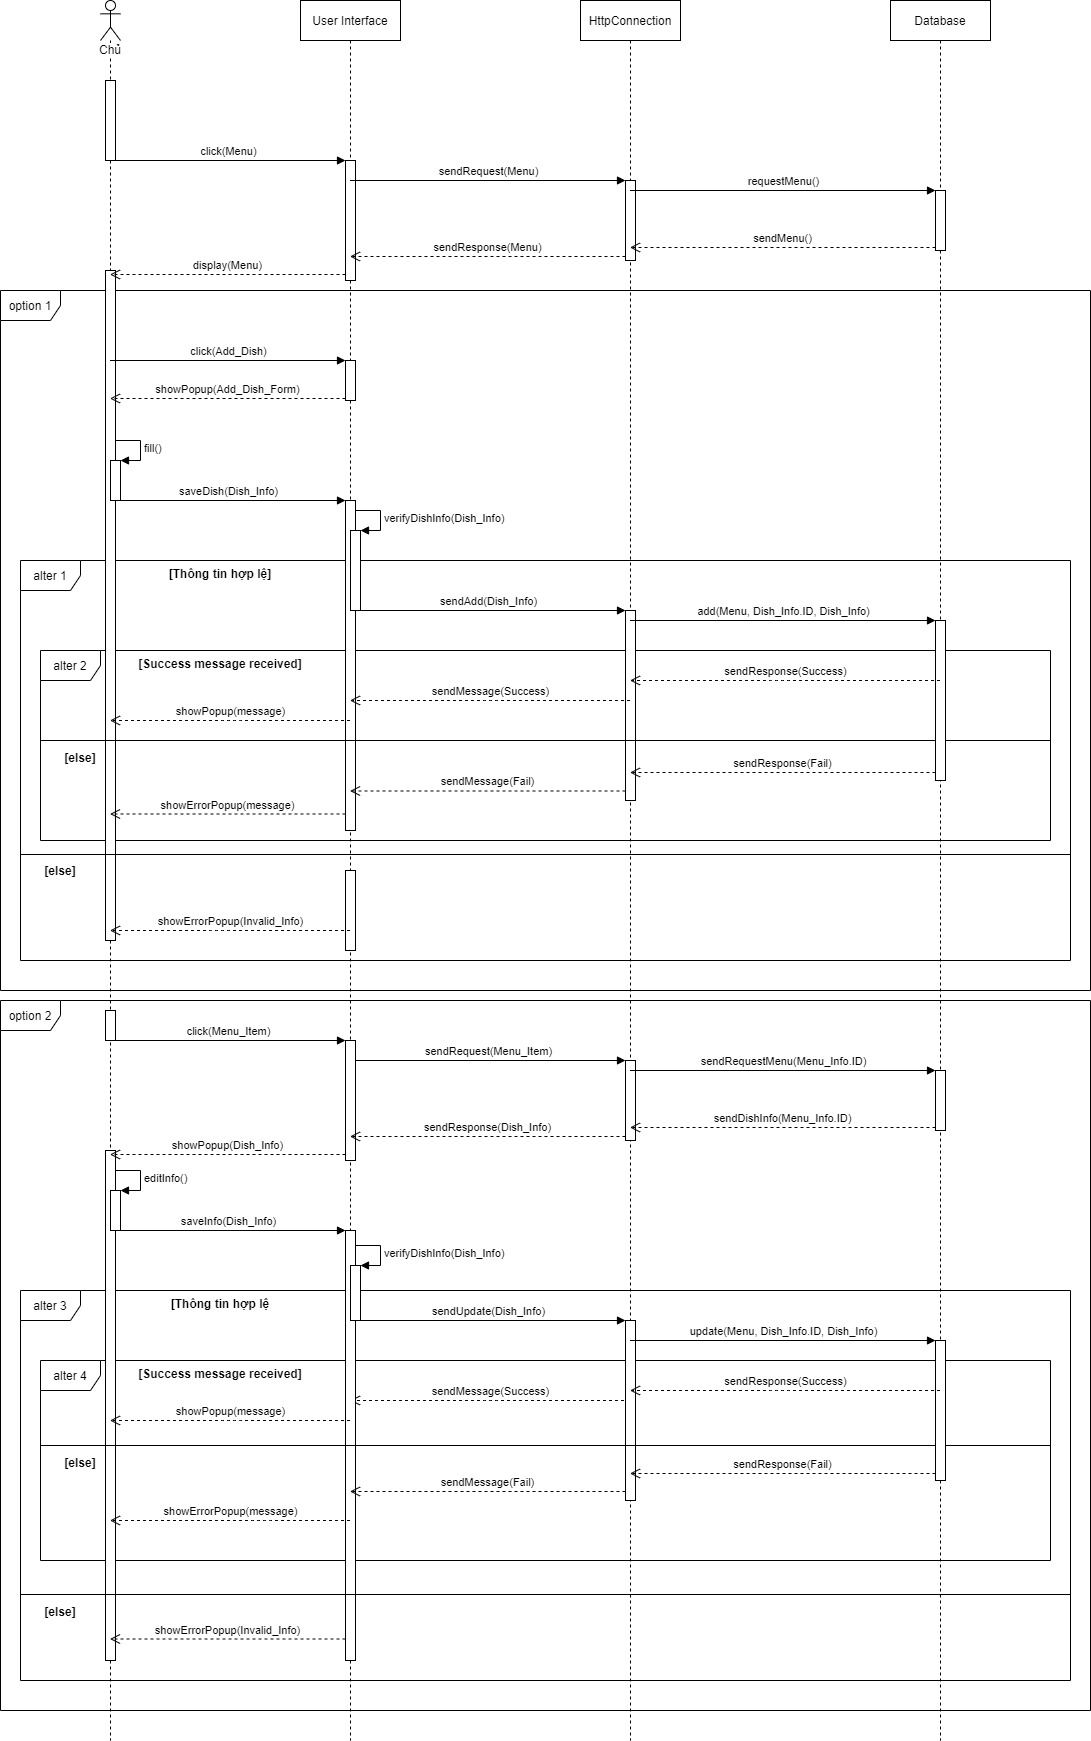 Chủ
User Interface
HttpConnection
Database
click(Menu)
sendRequest(Menu)
requestMenu()
sendMenu()
sendResponse(Menu)
display(Menu)
option 1
click(Add_Dish)
showPopup(Add_Dish_Form)
fill()
saveDish(Dish_Info)
verifyDishInfo(Dish_Info)
alter 1
[Thông tin hợp lệ]
sendAdd(Dish_Info)
add(Menu, Dish_Info.ID, Dish_Info)
alter 2
[Success message received]
sendResponse(Success)
sendMessage(Success)
showPopup(message)
[else]
sendResponse(Fail)
sendMessage(Fail)
showErrorPopup(message)
[else]
showErrorPopup(Invalid_Info)
option 2
click(Menu_Item)
sendRequest(Menu_Item)
sendRequestMenu(Menu_Info.ID)
sendDishInfo(Menu_Info.ID)
sendResponse(Dish_Info)
showPopup(Dish_Info)
editInfo()
saveInfo(Dish_Info)
verifyDishInfo(Dish_Info)
alter 3
[Thông tin hợp lệ
sendUpdate(Dish_Info)
update(Menu, Dish_Info.ID, Dish_Info)
alter 4
[Success message received]
sendResponse(Success)
sendMessage(Success)
showPopup(message)
[else]
sendResponse(Fail)
sendMessage(Fail)
showErrorPopup(message)
[else]
showErrorPopup(Invalid_Info)